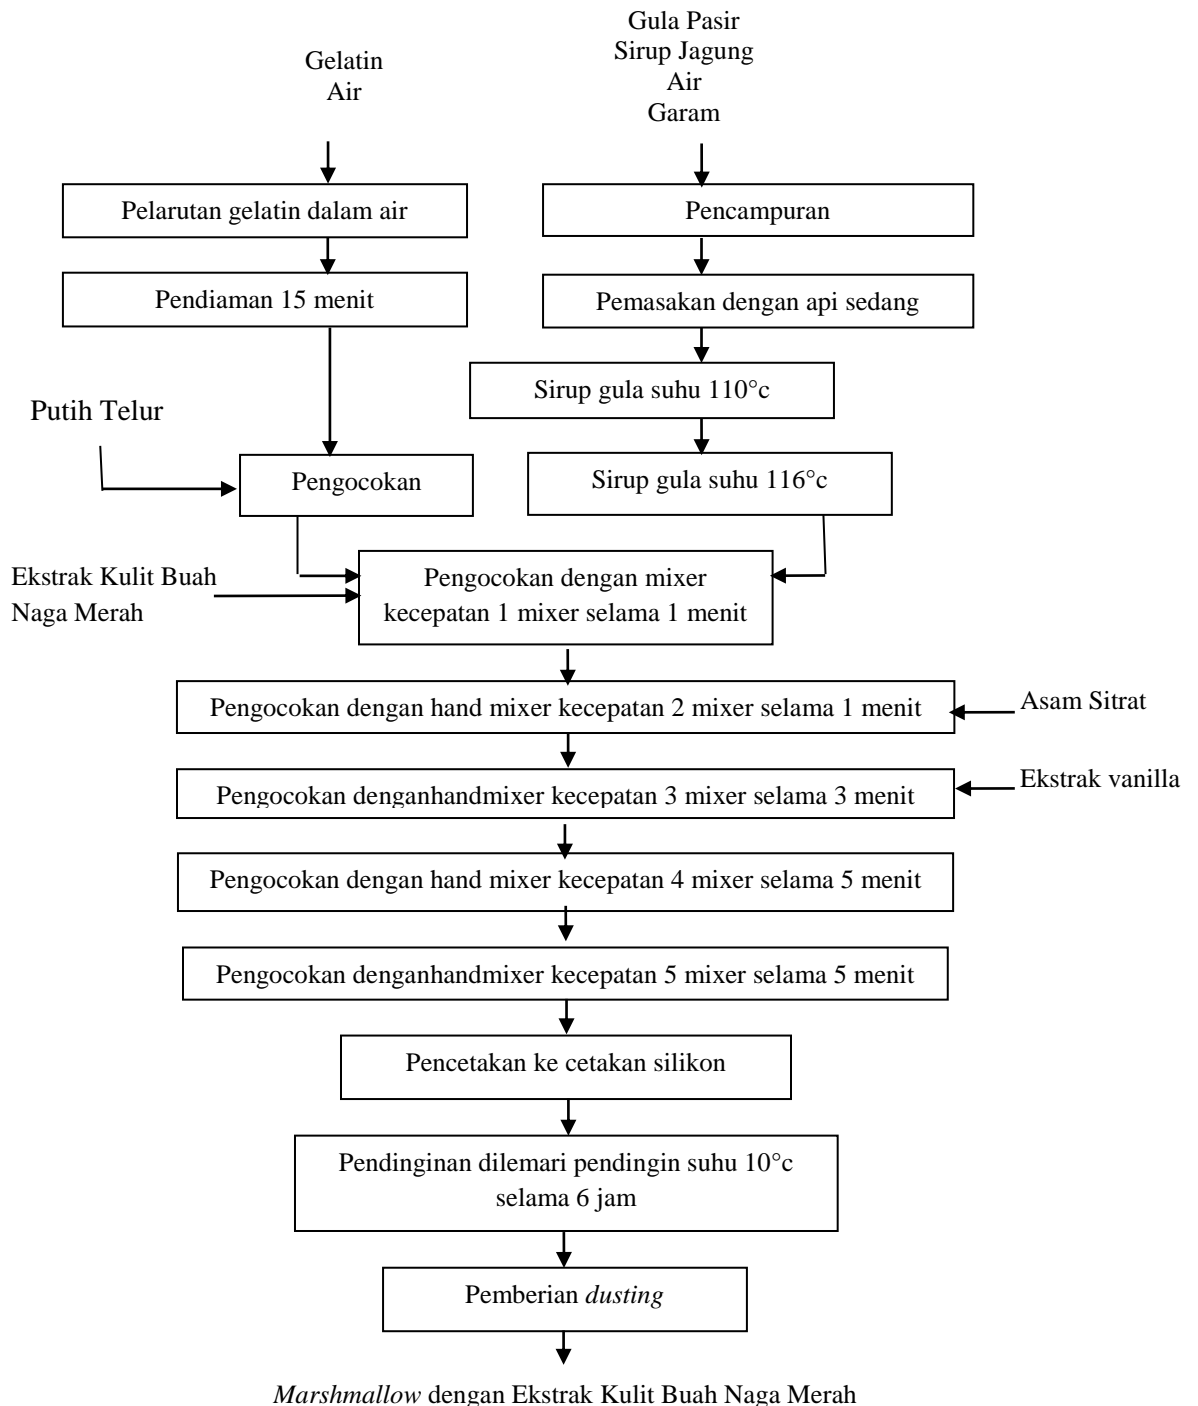 Gula Pasir
Sirup Jagung
Air
Garam
Gelatin
Air
Pelarutan gelatin dalam air
Pencampuran
Pendiaman 15 menit
Pemasakan dengan api sedang
Sirup gula suhu 110°c
Putih Telur
Pengocokan
Sirup gula suhu 116°c
Ekstrak Kulit Buah
Naga Merah
Pengocokan dengan mixer
kecepatan 1 mixer selama 1 menit
Pengocokan dengan hand mixer kecepatan 2 mixer selama 1 menit
Asam Sitrat
Pengocokan denganhandmixer kecepatan 3 mixer selama 3 menit
Ekstrak vanilla
Pengocokan dengan hand mixer kecepatan 4 mixer selama 5 menit
Pengocokan denganhandmixer kecepatan 5 mixer selama 5 menit
Pencetakan ke cetakan silikon
Pendinginan dilemari pendingin suhu 10°c
selama 6 jam
Pemberian dusting
Marshmallow dengan Ekstrak Kulit Buah Naga Merah